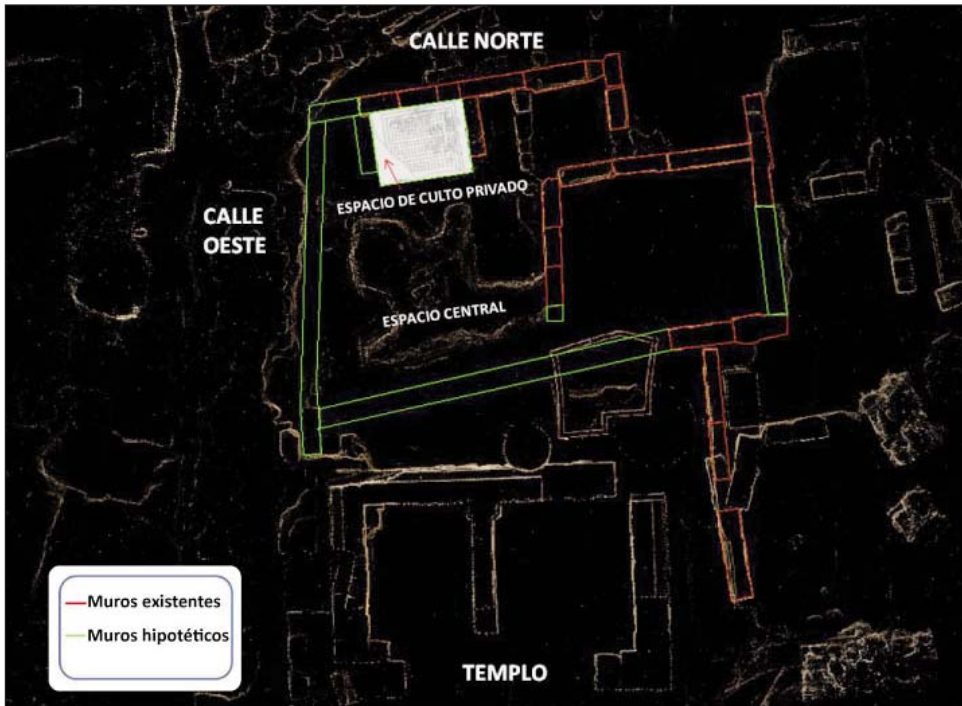 CALLE NORTE
ESPACIO DE CULTO PRIVADO
CALLE
OESTE
ESPACIO CENTRAL
Muros existentes
Muros hipotéticos
TEMPLO